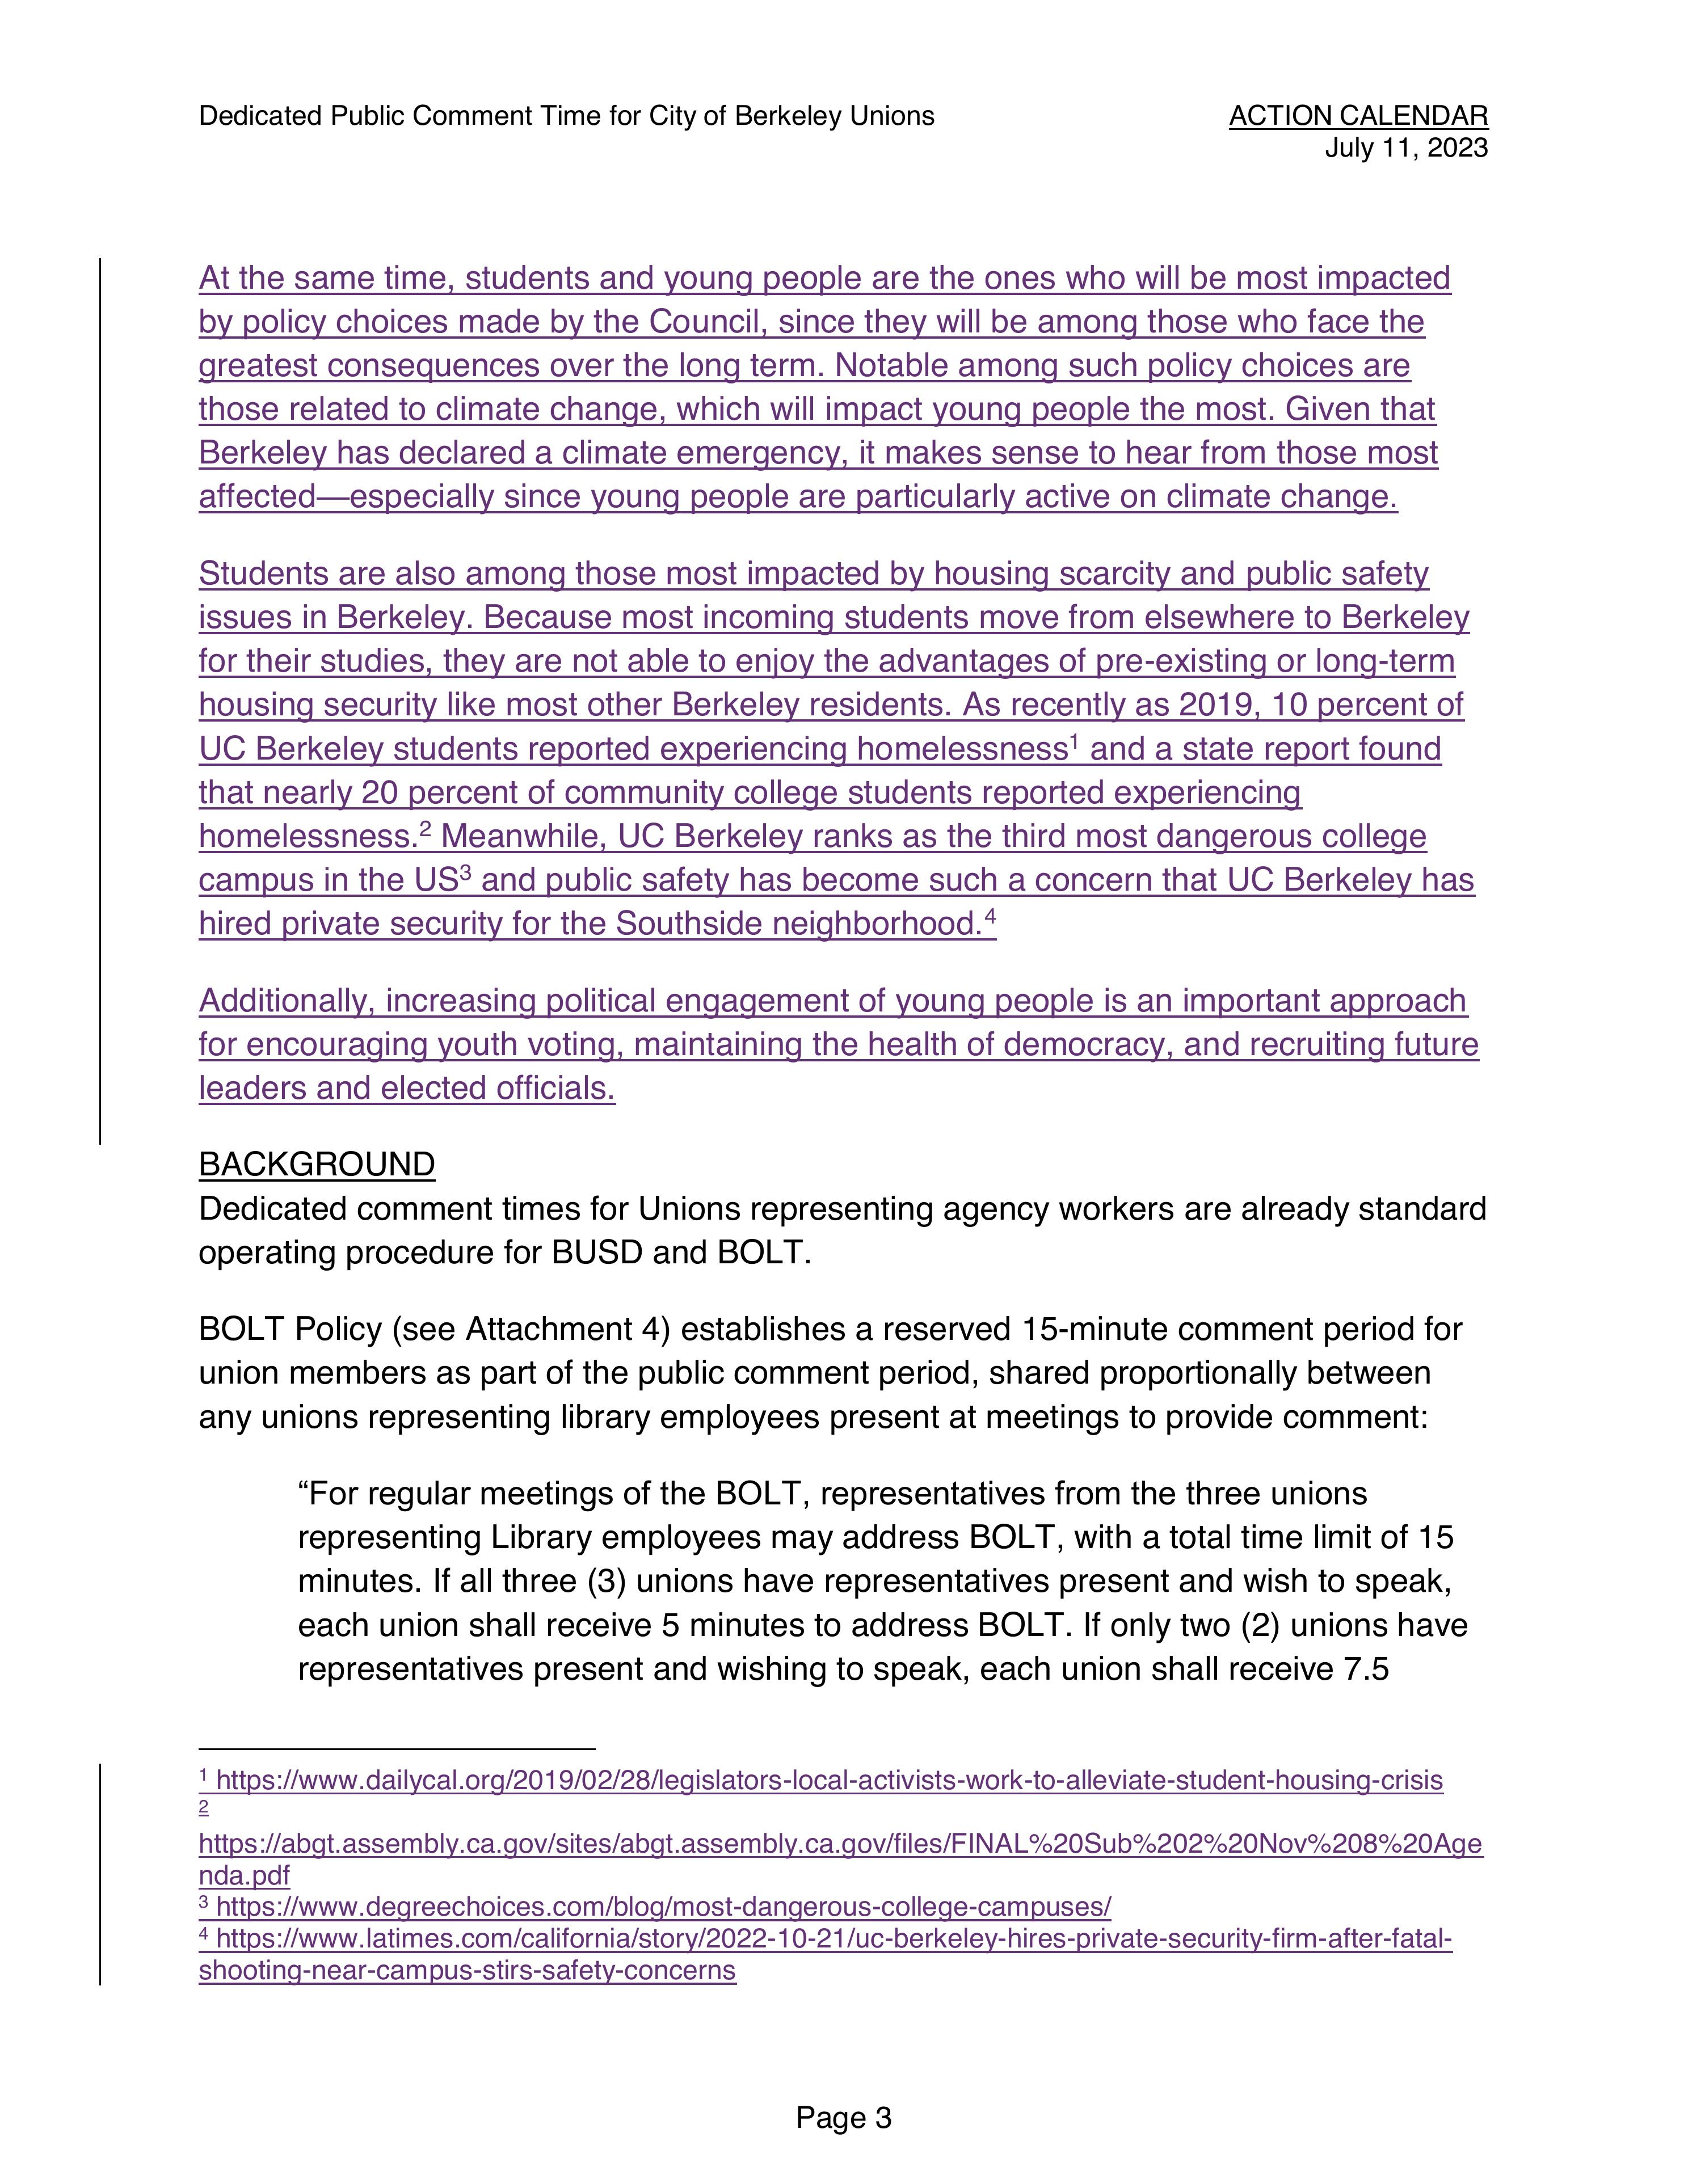 Dedicated Public Comment Time for City of Berkeley Unions
ACTION CALENDAR
July 11, 2023
At the same time, students and young people are the ones who will be most impacted
by policy choices made by the Council, since they will be among those who face the
greatest consequences over the long term. Notable among such policy choices are
those related to climate change, which will impact young people the most. Given that
Berkeley has declared a climate emergency, it makes sense to hear from those most
affected—especially since young people are particularly active on climate change.
Students are also among those most impacted by housing scarcity and public safety
issues in Berkeley. Because most incoming students move from elsewhere to Berkeley
for their studies, they are not able to enjoy the advantages of pre-existing or long-term
housing security like most other Berkeley residents. As recently as 2019, 10 percent of
UC Berkeley students reported experiencing homelessness¹ and a state report found
that nearly 20 percent of community college students reported experiencing
homelessness.² Meanwhile, UC Berkeley ranks as the third most dangerous college
campus in the US³ and public safety has become such a concern that UC Berkeley has
hired private security for the Southside neighborhood.⁴
Additionally, increasing political engagement of young people is an important approach
for encouraging youth voting, maintaining the health of democracy, and recruiting future
leaders and elected officials.
BACKGROUND
Dedicated comment times for Unions representing agency workers are already standard
operating procedure for BUSD and BOLT.
BOLT Policy (see Attachment 4) establishes a reserved 15-minute comment period for
union members as part of the public comment period, shared proportionally between
any unions representing library employees present at meetings to provide comment:
“For regular meetings of the BOLT, representatives from the three unions
representing Library employees may address BOLT, with a total time limit of 15
minutes. If all three (3) unions have representatives present and wish to speak,
each union shall receive 5 minutes to address BOLT. If only two (2) unions have
representatives present and wishing to speak, each union shall receive 7.5
¹ https://www.dailycal.org/2019/02/28/legislators-local-activists-work-to-alleviate-student-housing-crisis
²
https://abgt.assembly.ca.gov/sites/abgt.assembly.ca.gov/files/FINAL%20Sub%202%20Nov%208%20Age
nda.pdf
³ https://www.degreechoices.com/blog/most-dangerous-college-campuses/
⁴ https://www.latimes.com/california/story/2022-10-21/uc-berkeley-hires-private-security-firm-after-fatal-
shooting-near-campus-stirs-safety-concerns
Page 3